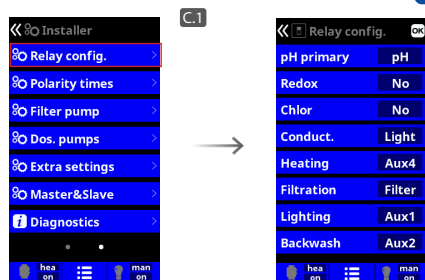 Installer
Relay config.
Polarity times
Filter pump
Dos. pumps
Extra settings
Master&Slave
Diagnostics
hea on
man on
C.1
Relay config. OK
pH primary pH
Redox No
Chlor No
Conduct. Light
Heating Aux4
Filtration Filter
Lighting Aux1
Backwash Aux2
hea on
man on